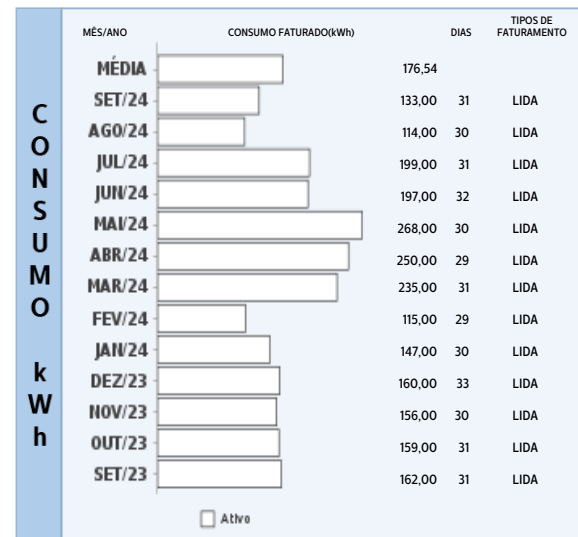 MÊS/ANO CONSUMO FATURADO(kWh) DIAS TIPOS DE FATURAMENTO
MÉDIA 176,54
SET/24 133,00 31 LIDA
AGO/24 114,00 30 LIDA
JUL/24 199,00 31 LIDA
JUN/24 197,00 32 LIDA
MAI/24 268,00 30 LIDA
ABR/24 250,00 29 LIDA
MAR/24 235,00 31 LIDA
FEV/24 115,00 29 LIDA
JAN/24 147,00 30 LIDA
DEZ/23 160,00 33 LIDA
NOV/23 156,00 30 LIDA
OUT/23 159,00 31 LIDA
SET/23 162,00 31 LIDA
Ativo
CONSUMO kWh